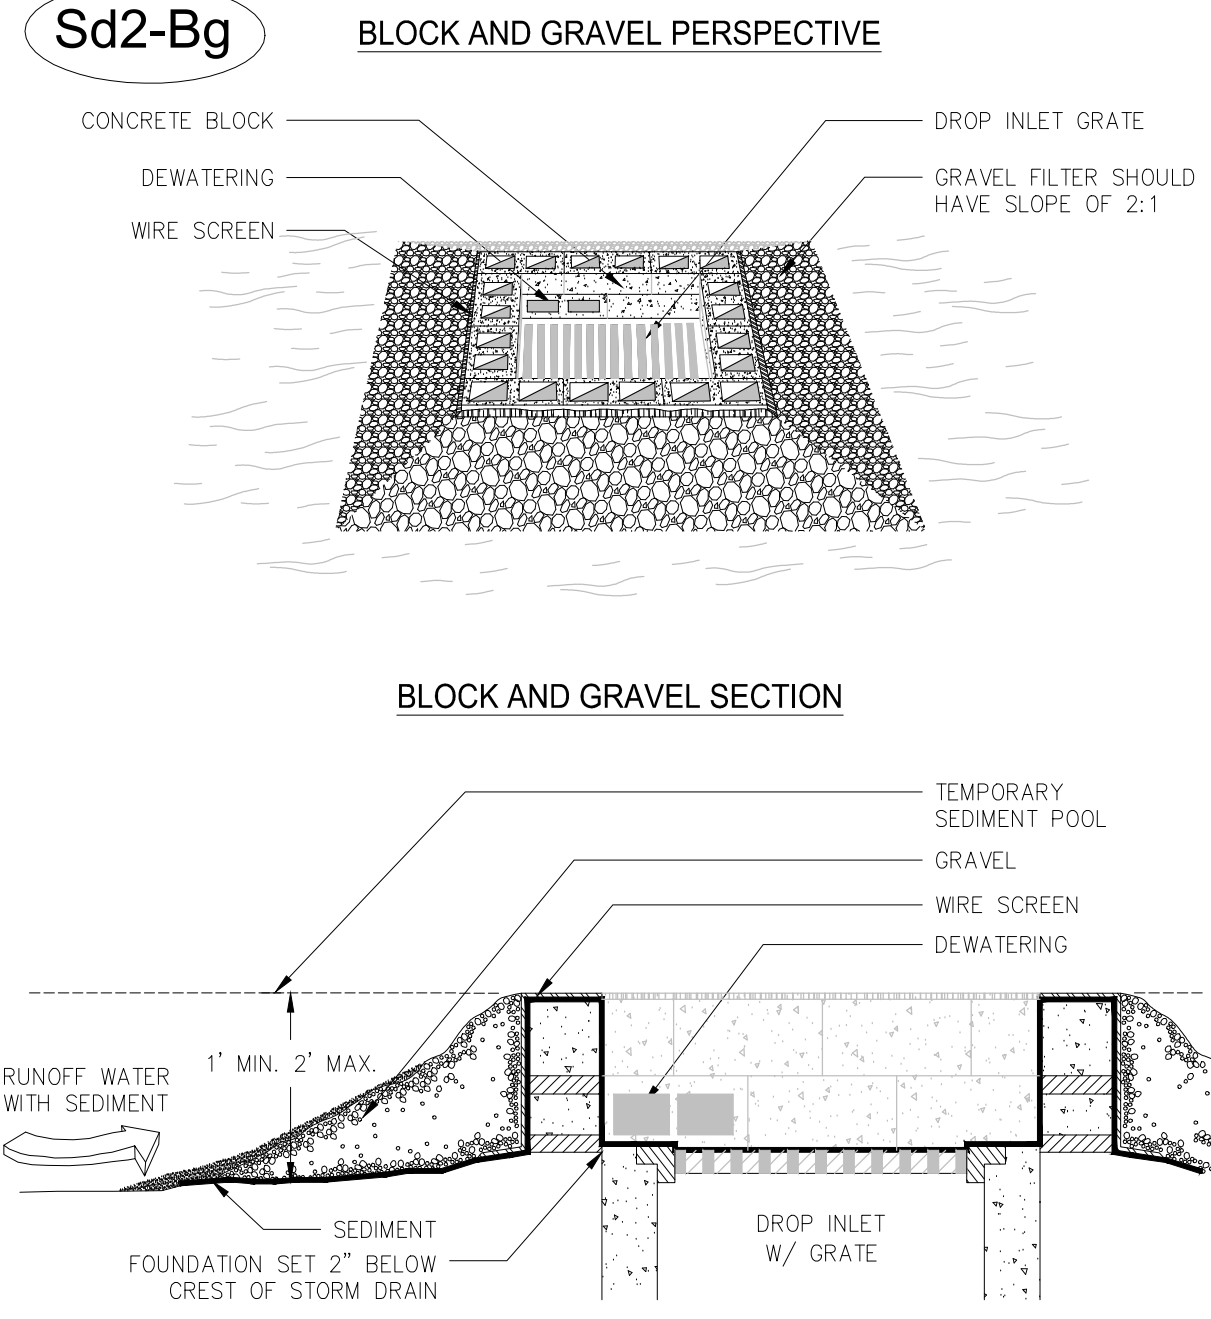 Sd2-Bg
BLOCK AND GRAVEL PERSPECTIVE
CONCRETE BLOCK
DEWATERING
WIRE SCREEN
DROP INLET GRATE
GRAVEL FILTER SHOULD
HAVE SLOPE OF 2:1
BLOCK AND GRAVEL SECTION
TEMPORARY
SEDIMENT POOL
GRAVEL
WIRE SCREEN
DEWATERING
1' MIN. 2' MAX.
RUNOFF WATER
WITH SEDIMENT
SEDIMENT
FOUNDATION SET 2" BELOW
CREST OF STORM DRAIN
DROP INLET
W/ GRATE